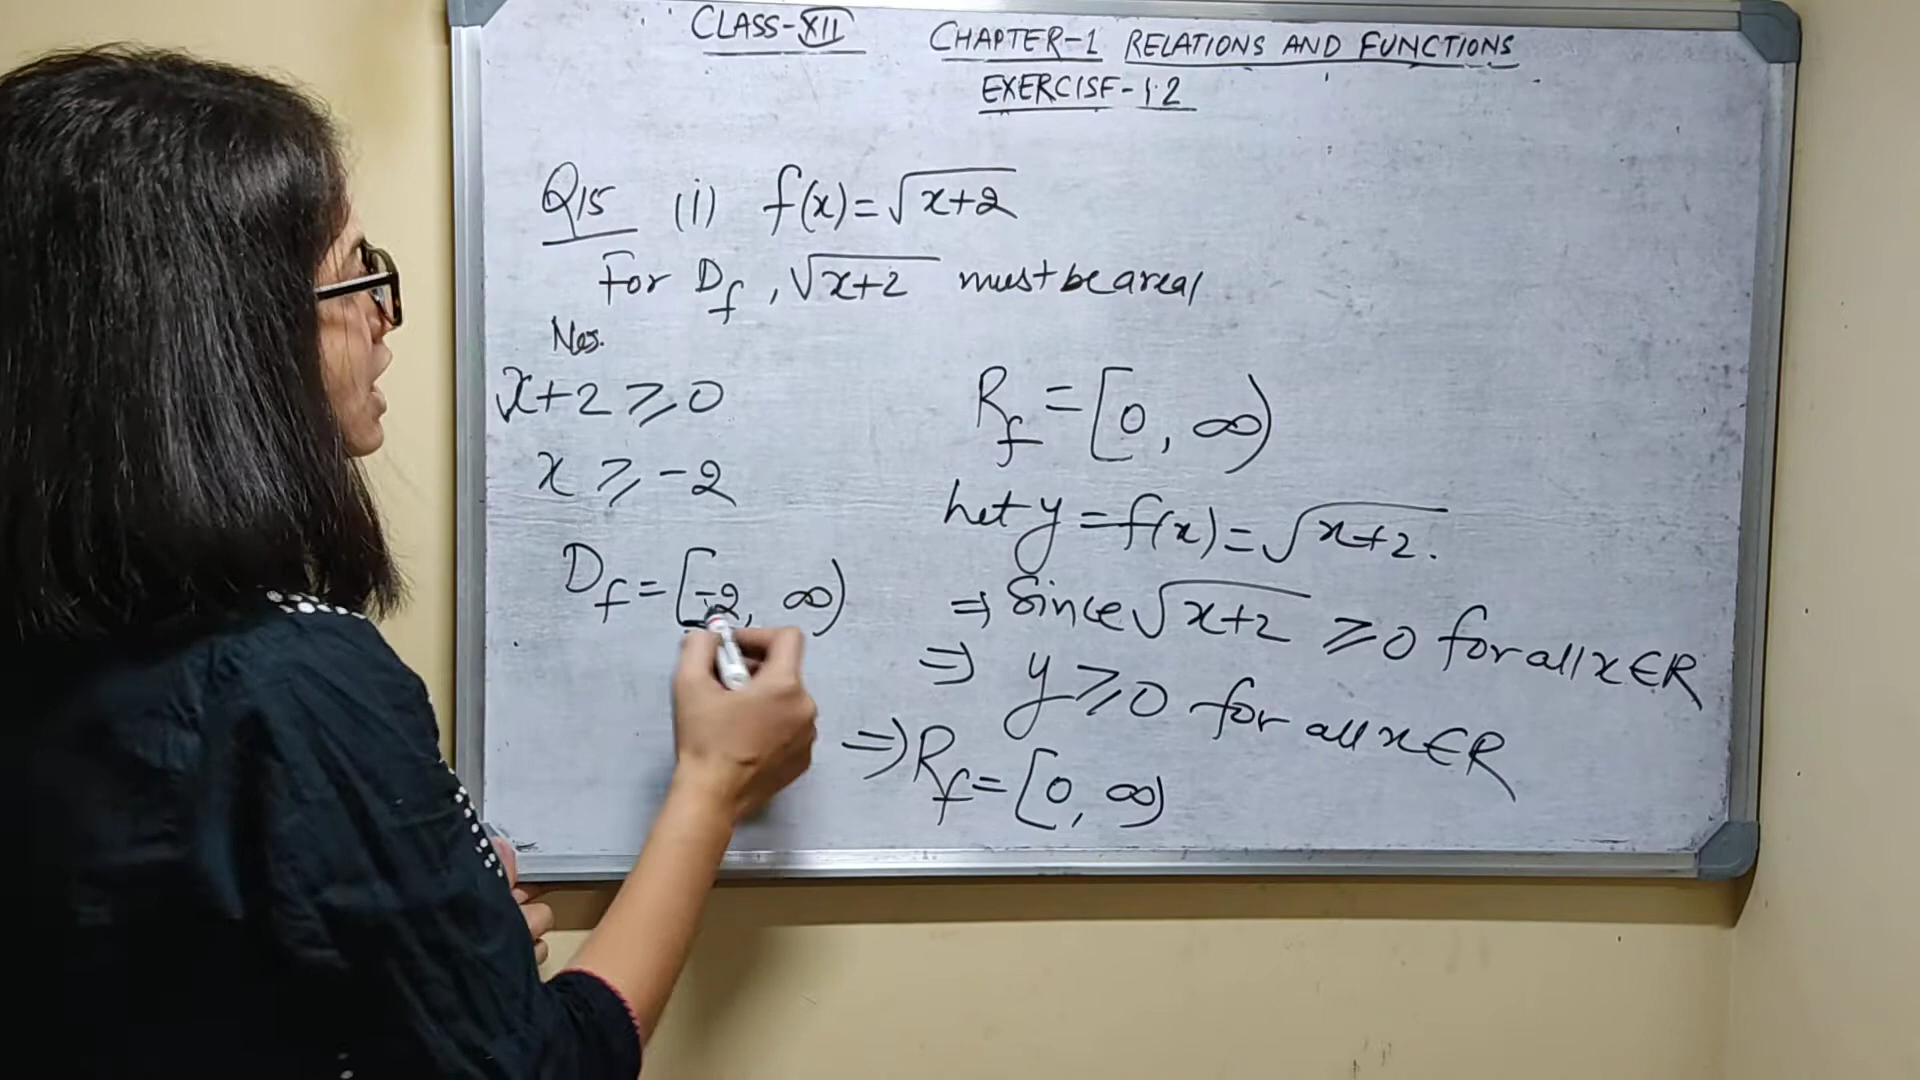 CLASS-XII
CHAPTER-1 RELATIONS AND FUNCTIONS
EXERCISE-1.2
Q15 (i) f(x)=√x+2
For Df, √x+2 must be a real
Nos.
x+2 ⩾ 0
x ⩾ -2
Df = [-2, ∞)
Rf = [0, ∞)
Let y = f(x) = √x+2.
⇒ Since √x+2 ⩾ 0 for all x ∈ R
⇒ y ⩾ 0 for all x ∈ R
⇒ Rf = [0, ∞)